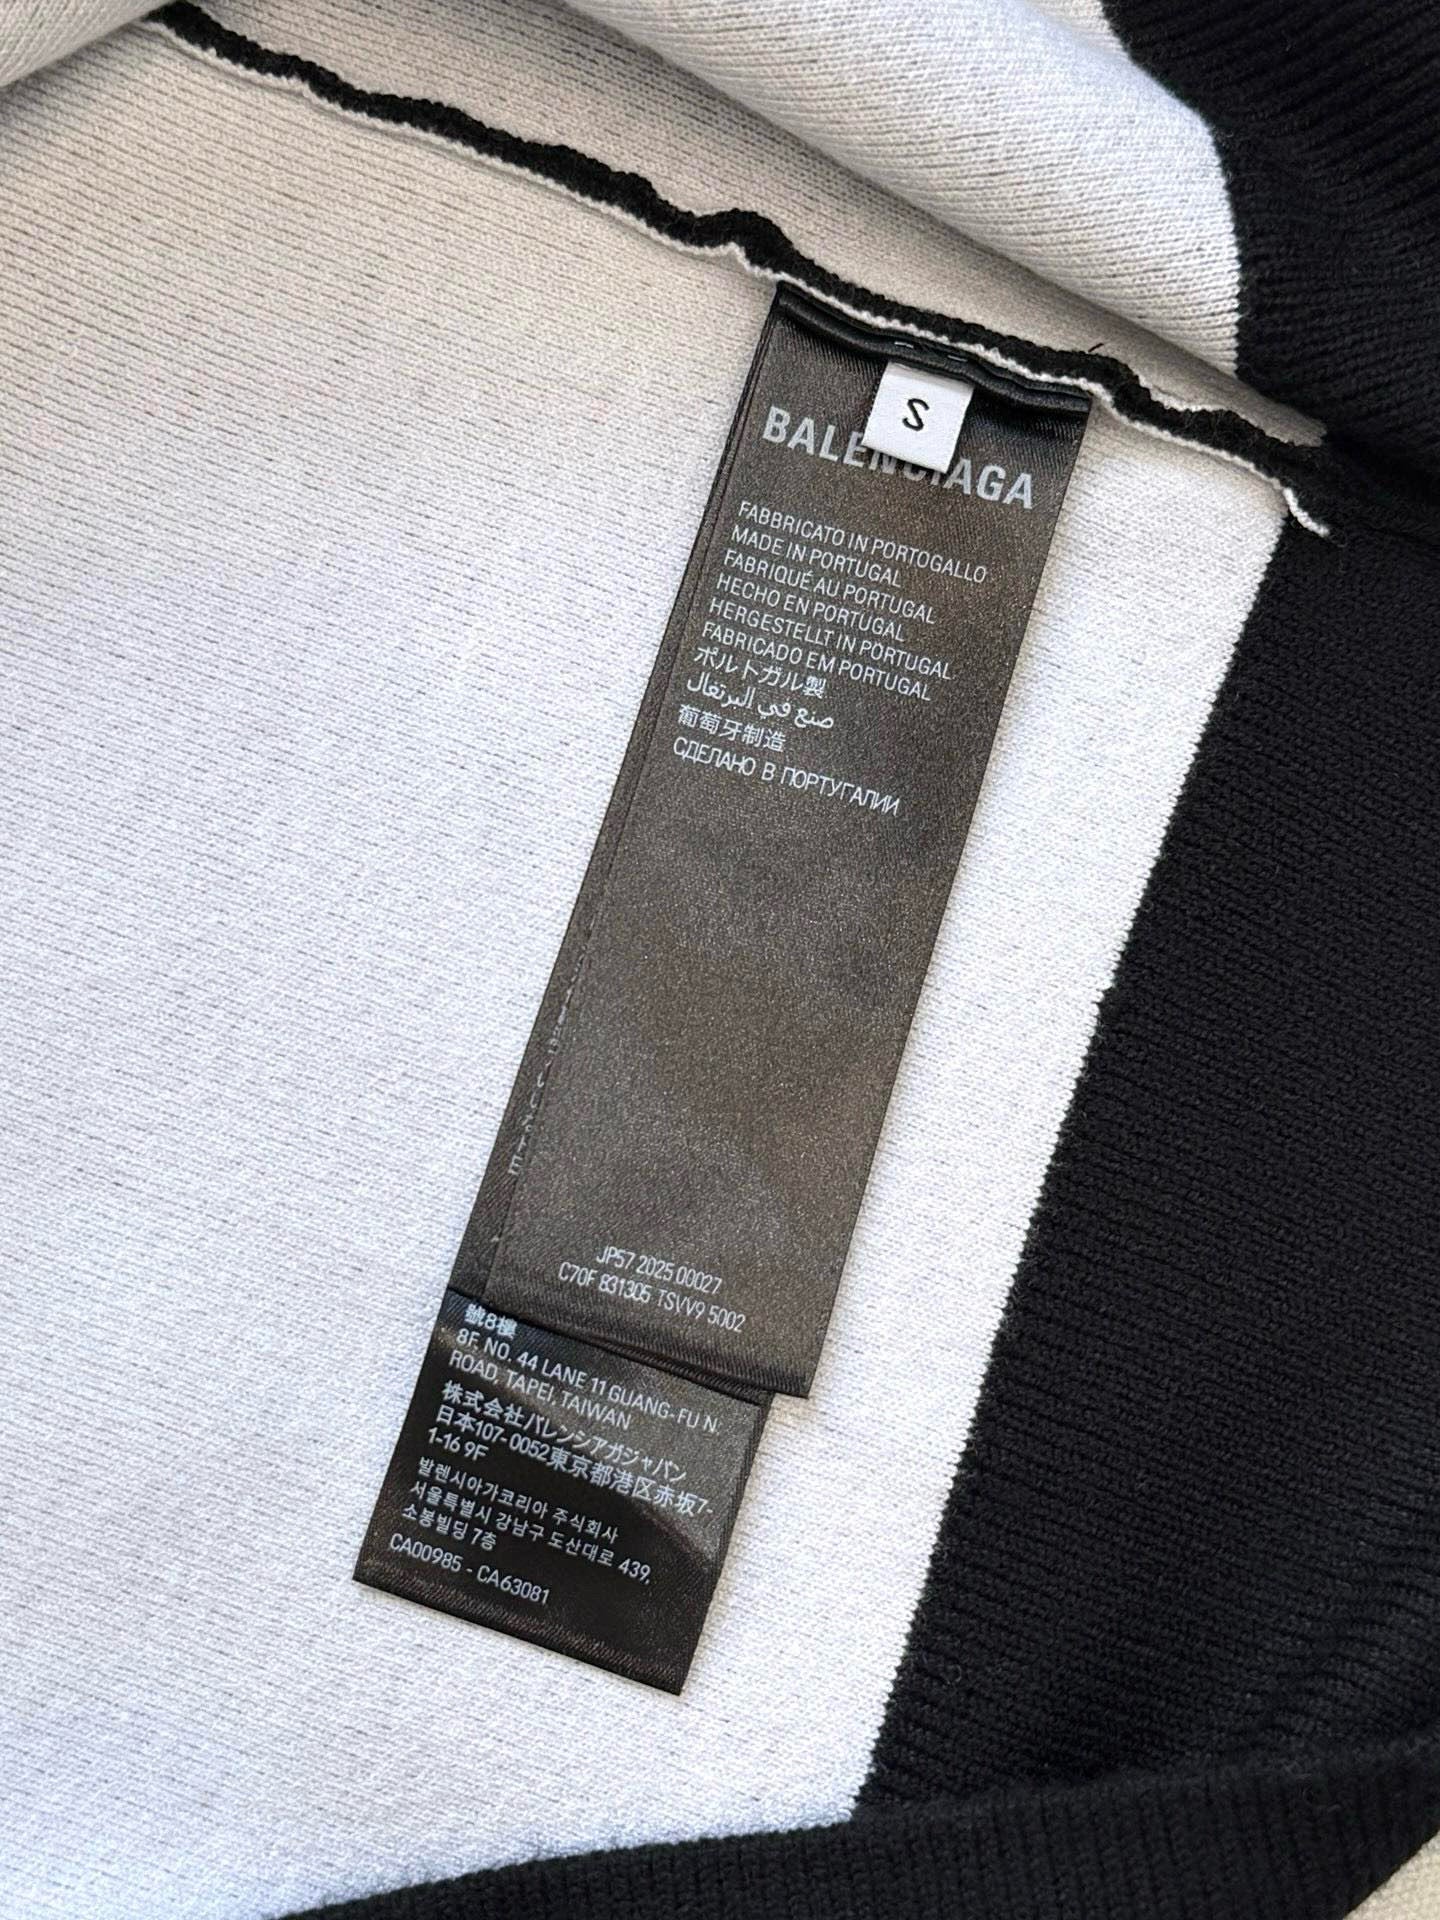 S
BALENCIAGA
FABBRICATO IN PORTOGALLO
MADE IN PORTUGAL
FABRIQUÉ AU PORTUGAL
HECHO EN PORTUGAL
HERGESTELLT IN PORTUGAL
FABRICADO EM PORTUGAL
ポルトガル製
صنع في البرتغال
葡萄牙制造
СДЕЛАНО В ПОРТУГАЛИИ
JP57 2025 00027
C70F B31305 TSVV9 5002
號8樓
8F, NO. 44 LANE 11 GUANG-FU N.
ROAD, TAPEI, TAIWAN
株式会社バレンシアガジャパン
日本107-0052東京都港区赤坂7-
1-16 9F
발렌시아가코리아 주식회사
서울특별시 강남구 도산대로 439,
소봉빌딩 7층
CA00985 - CA63081